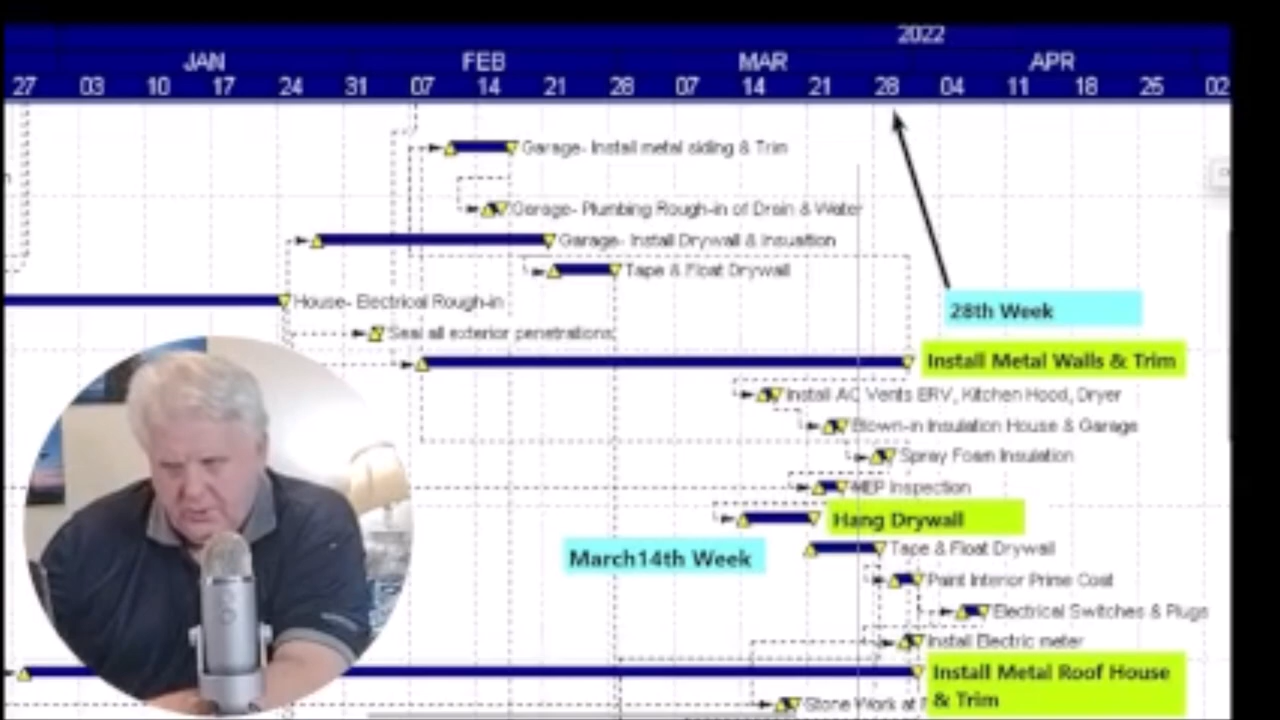 2022
JAN FEB MAR APR
27 03 10 17 24 31 07 14 21 28 07 14 21 28 04 11 18 25 02
Garage- Install metal siding & Trim
Garage- Plumbing Rough-in of Drain & Water
Garage- Install Drywall & Insualtion
Tape & Float Drywall
House- Electrical Rough-in
28th Week
Seal all exterior penetrations;
Install Metal Walls & Trim
Install AC Vents ERV, Kitchen Hood, Dryer
Blown-in Insulation House & Garage
Spray Foam Insulation
MEP Inspection
Hang Drywall
Tape & Float Drywall
March14th Week
Paint Interior Prime Coat
Electrical Switches & Plugs
Install Electric meter
Install Metal Roof House
& Trim
Stone Work at